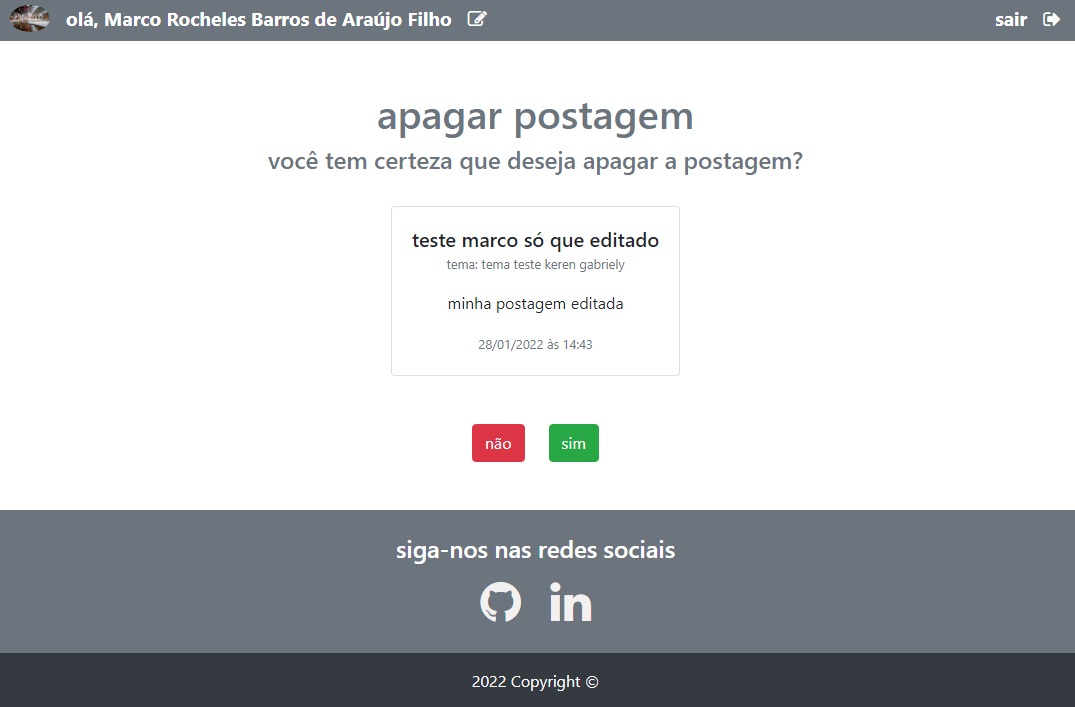 olá, Marco Rocheles Barros de Araújo Filho
sair
apagar postagem
você tem certeza que deseja apagar a postagem?
teste marco só que editado
tema: tema teste keren gabriely
minha postagem editada
28/01/2022 às 14:43
não
sim
siga-nos nas redes sociais
in
2022 Copyright ©